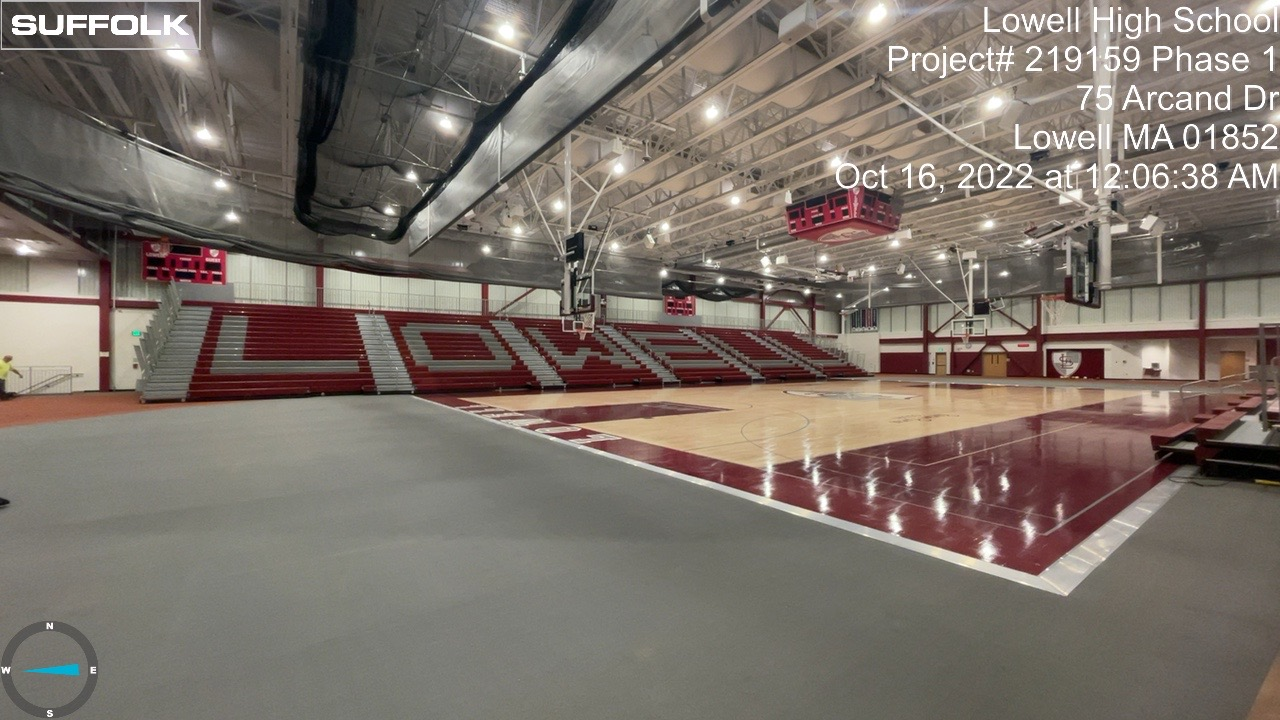 SUFFOLK
Lowell High School
Project# 219159 Phase 1
75 Arcand Dr
Lowell MA 01852
Oct 16, 2022 at 12:06:38 AM
LOWELL
N
W E
S